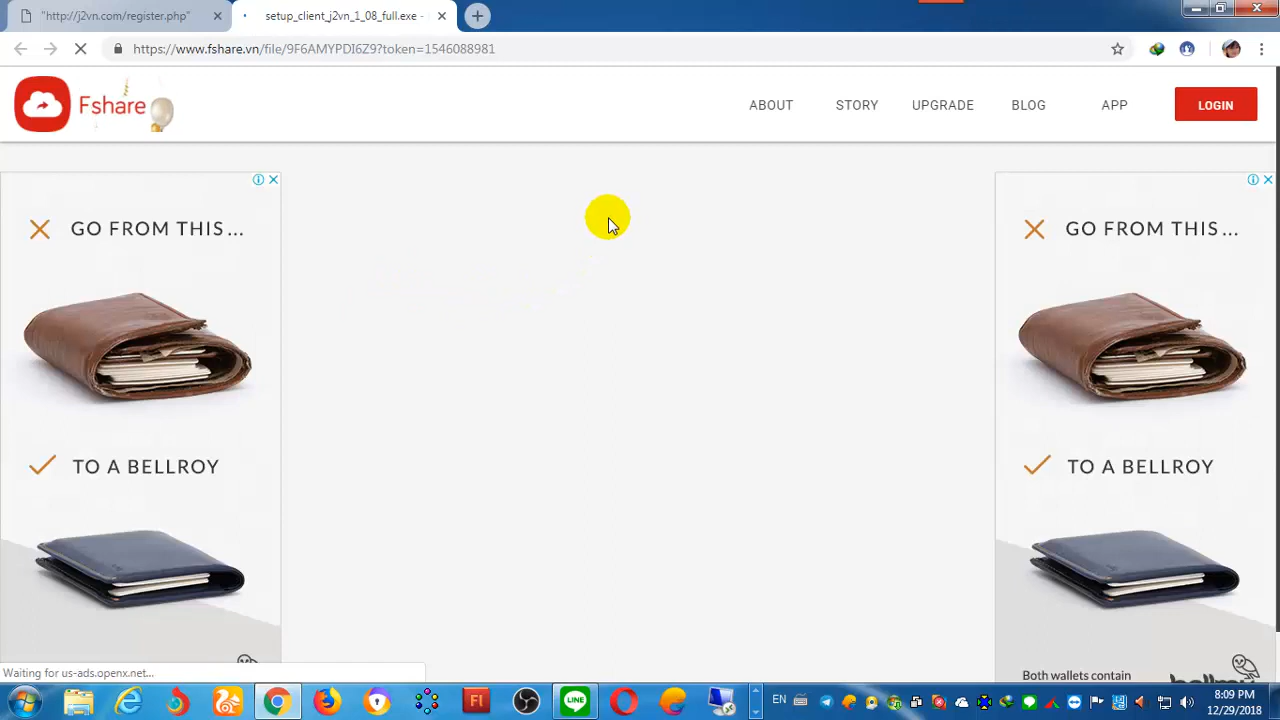 "http://j2vn.com/register.php"
setup_client_j2vn_1_08_full.exe -
https://www.fshare.vn/file/9F6AMYPDI6Z9?token=1546088981
Fshare
ABOUT
STORY
UPGRADE
BLOG
APP
LOGIN
GO FROM THIS...
TO A BELLROY
GO FROM THIS...
TO A BELLROY
Both wallets contain
Waiting for us-ads.openx.net...
Fl
LINE
EN
8:09 PM
12/29/2018